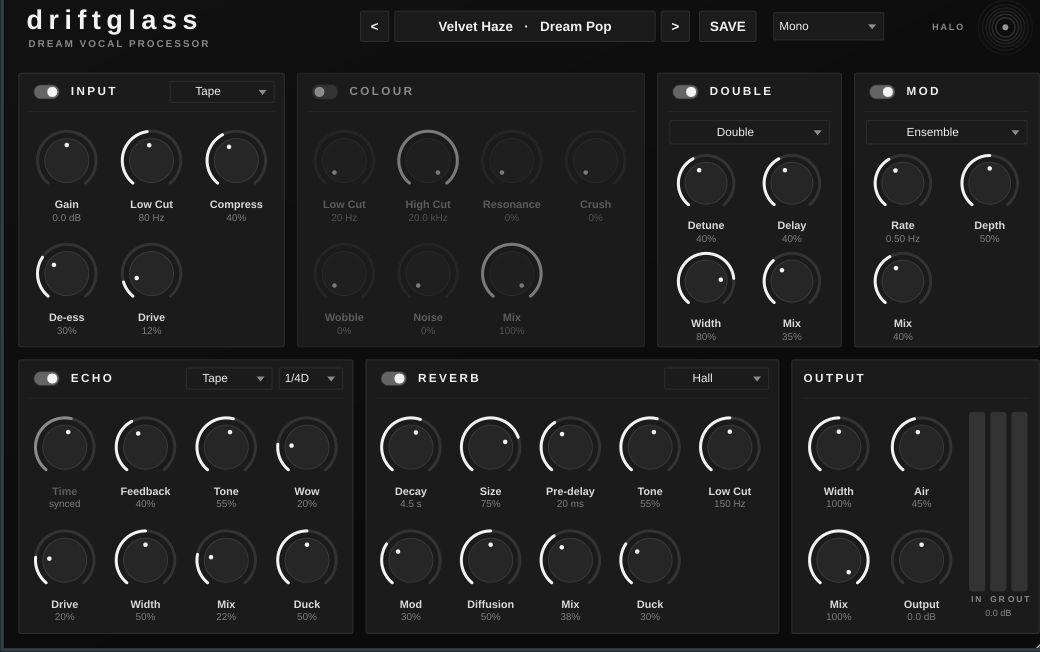 driftglass
DREAM VOCAL PROCESSOR
< Velvet Haze · Dream Pop > SAVE Mono HALO
INPUT Tape
Gain Low Cut Compress
0.0 dB 80 Hz 40%
De-ess Drive
30% 12%
COLOUR
Low Cut High Cut Resonance Crush
20 Hz 20.0 kHz 0% 0%
Wobble Noise Mix
0% 0% 100%
DOUBLE
Double
Detune Delay
40% 40%
Width Mix
80% 35%
MOD
Ensemble
Rate Depth
0.50 Hz 50%
Mix
40%
ECHO Tape 1/4D
Time Feedback Tone Wow
synced 40% 55% 20%
Drive Width Mix Duck
20% 50% 22% 50%
REVERB Hall
Decay Size Pre-delay Tone Low Cut
4.5 s 75% 20 ms 55% 150 Hz
Mod Diffusion Mix Duck
30% 50% 38% 30%
OUTPUT
Width Air
100% 45%
Mix Output
100% 0.0 dB
IN GR OUT
0.0 dB